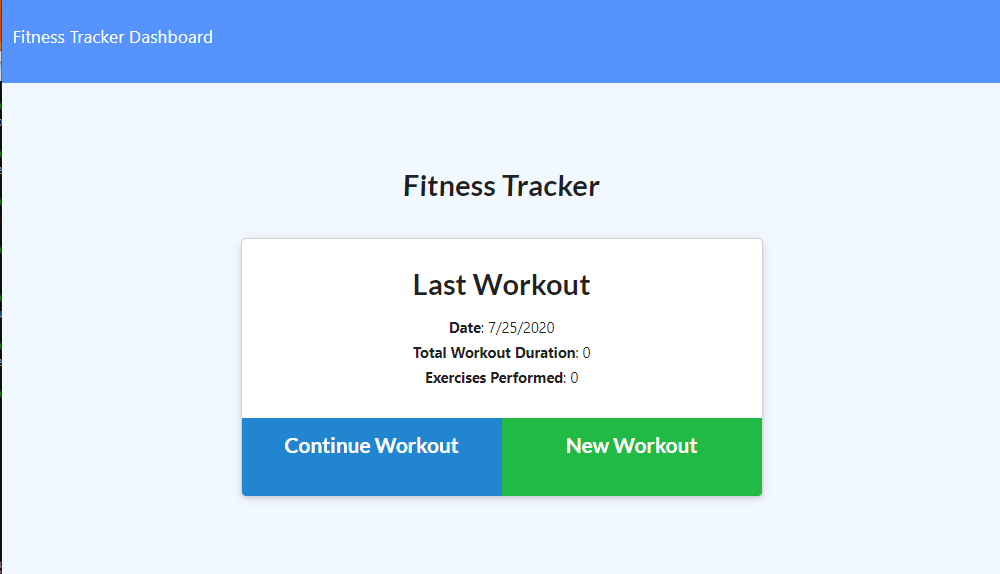 Fitness Tracker Dashboard
Fitness Tracker
Last Workout
Date: 7/25/2020
Total Workout Duration: 0
Exercises Performed: 0
Continue Workout
New Workout